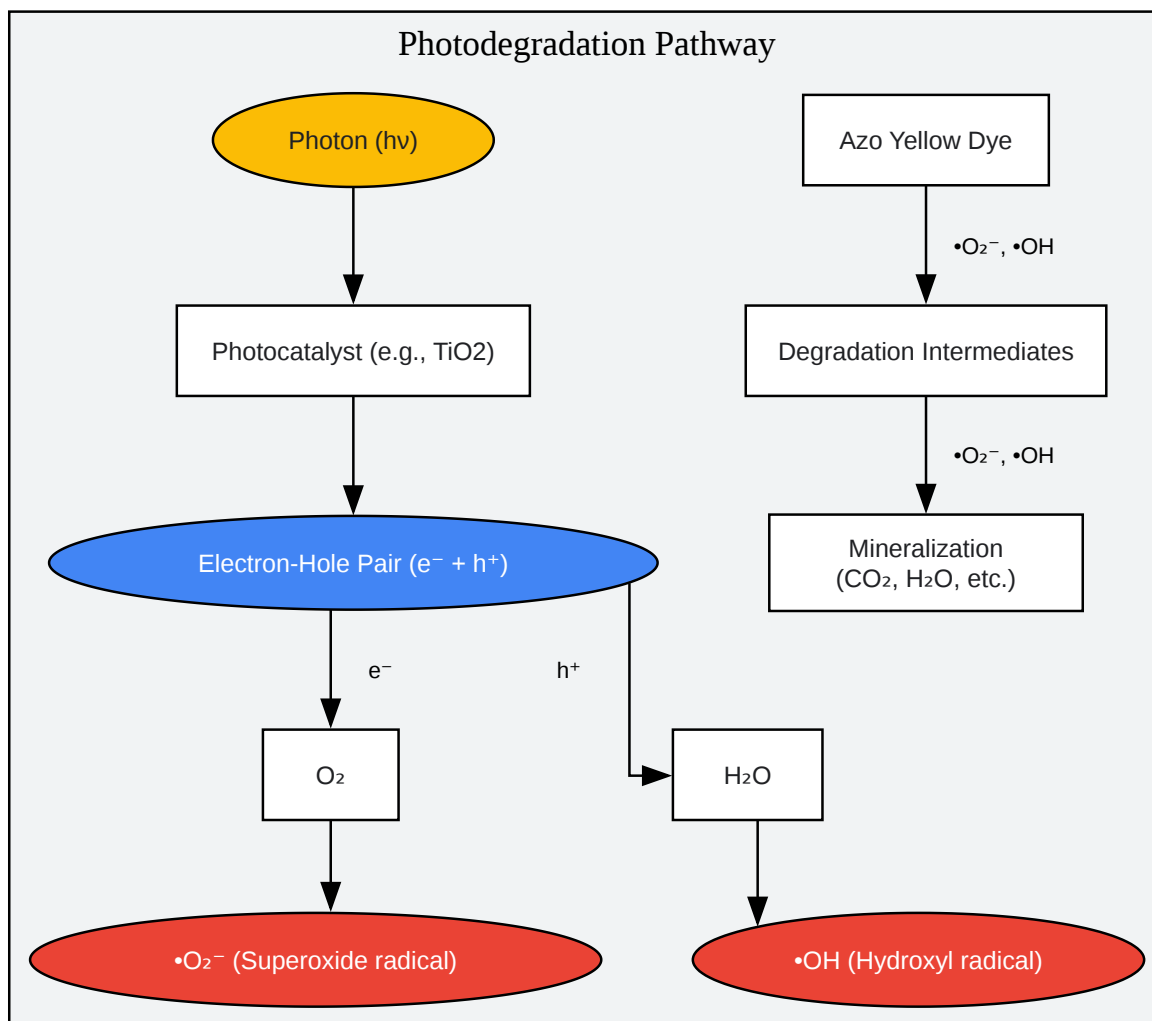 Photodegradation Pathway
Photon (hν)
Azo Yellow Dye
•O₂⁻, •OH
Photocatalyst (e.g., TiO2)
Degradation Intermediates
•O₂⁻, •OH
Electron-Hole Pair (e⁻ + h⁺)
Mineralization
(CO₂, H₂O, etc.)
e⁻
h⁺
O₂
H₂O
•O₂⁻ (Superoxide radical)
•OH (Hydroxyl radical)